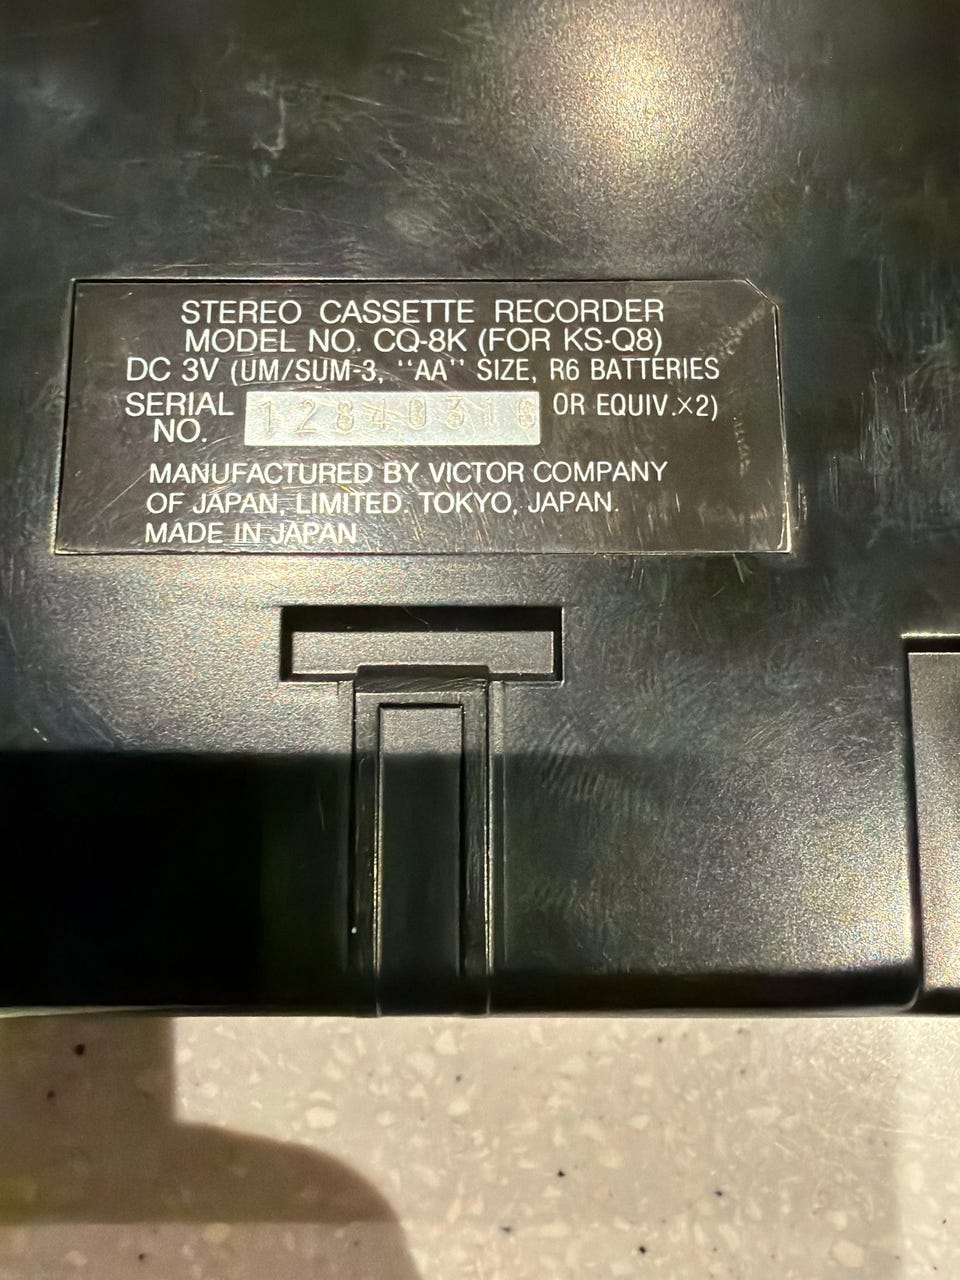 STEREO CASSETTE RECORDER
MODEL NO. CQ-8K (FOR KS-Q8)
DC 3V (UM/SUM-3, "AA" SIZE, R6 BATTERIES
SERIAL NO. OR EQUIV.×2)
MANUFACTURED BY VICTOR COMPANY
OF JAPAN, LIMITED. TOKYO, JAPAN.
MADE IN JAPAN